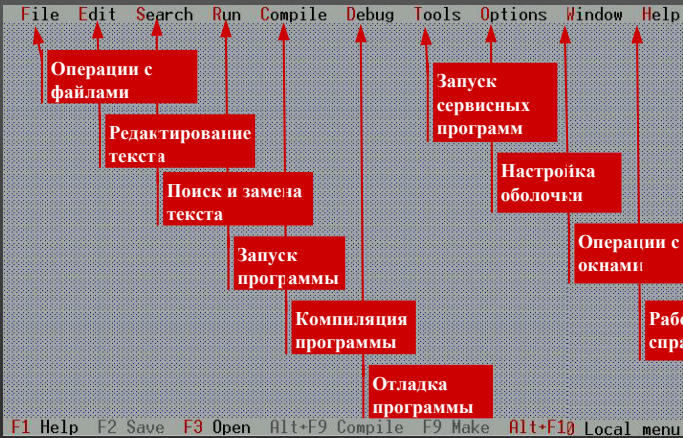 File Edit Search Run Compile Debug Tools Options Window Help
Операции с
файлами
Запуск
сервисных
программ
Редактирование
текста
Настройка
оболочки
Поиск и замена
текста
Операции с
окнами
Запуск
программы
Компиляция
программы
Отладка
программы
F1 Help F2 Save F3 Open Alt+F9 Compile F9 Make Alt+F10 Local menu